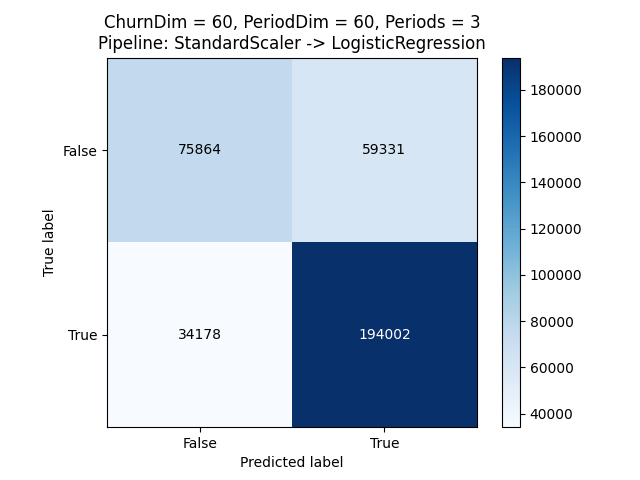 ChurnDim = 60, PeriodDim = 60, Periods = 3
Pipeline: StandardScaler -> LogisticRegression
True label
False
75864
59331
True
34178
194002
False
True
Predicted label
180000
160000
140000
120000
100000
80000
60000
40000